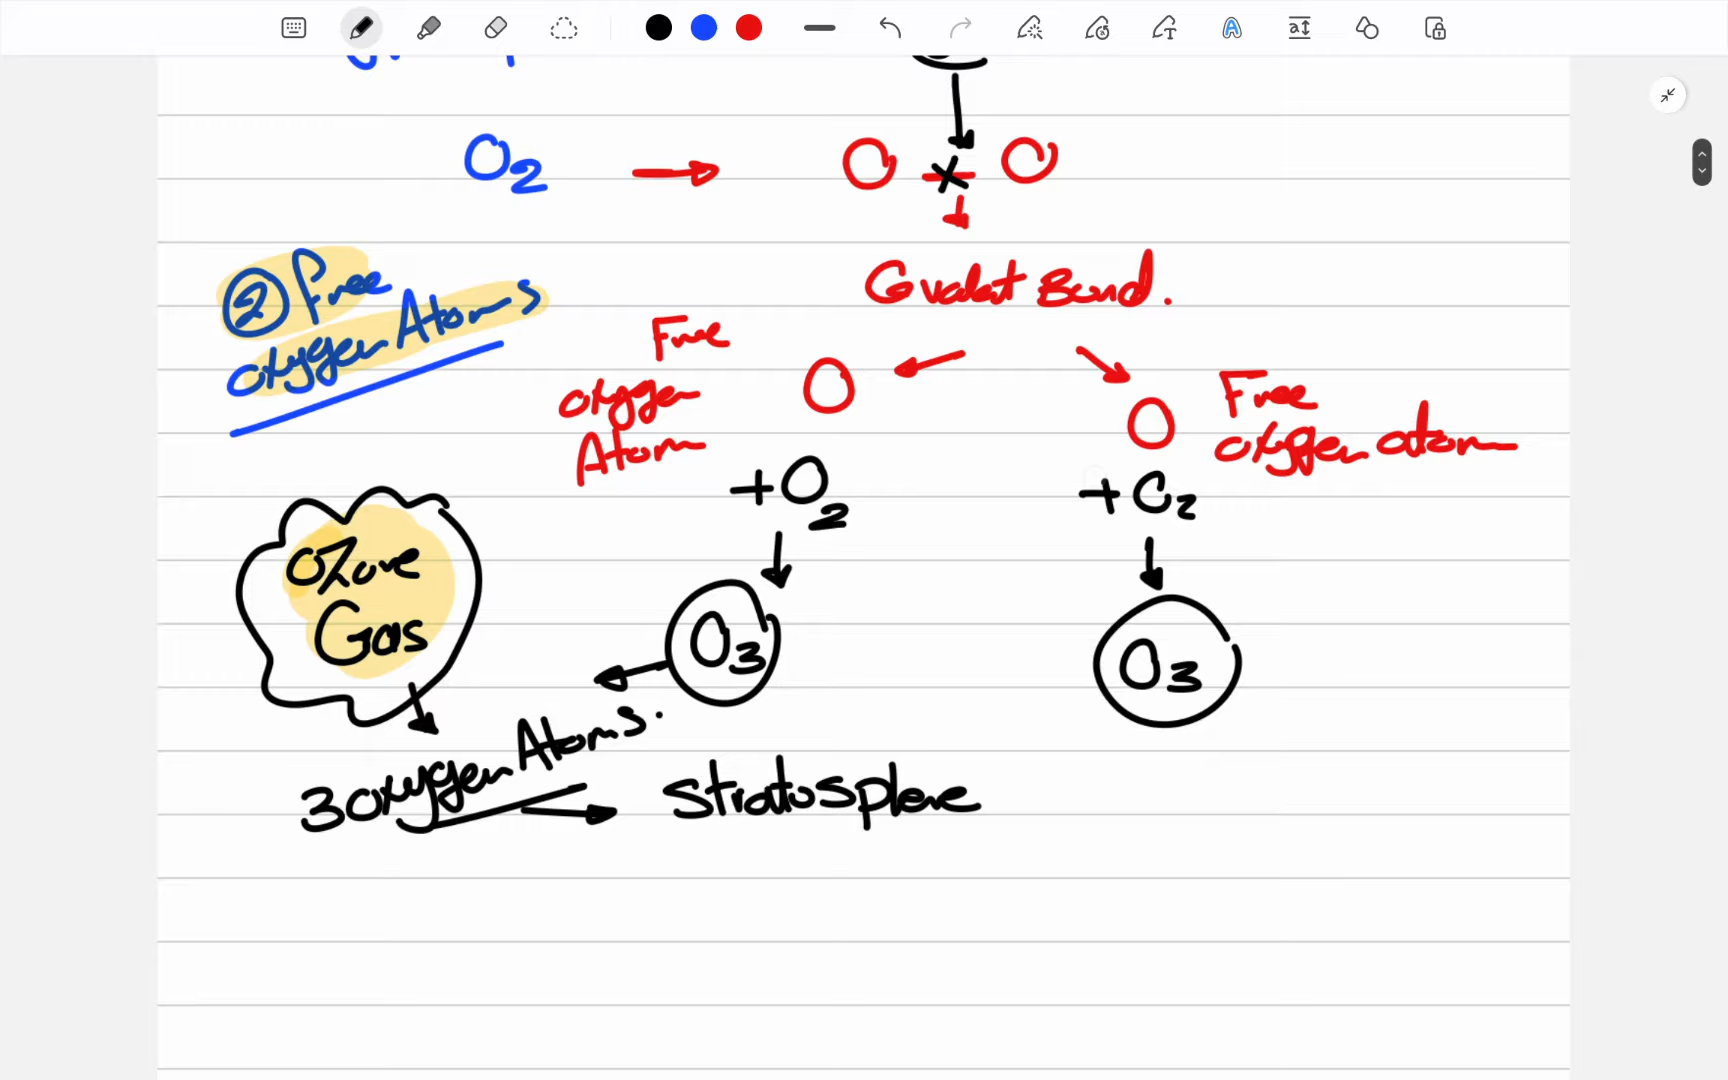 O2 → O — O
② Free
oxygen Atoms
Covalent Bond.
Free
oxygen
Atom
O
O
Free
oxygen atom
+O2
+O2
Ozone
Gas
O3
O3
3 oxygen Atoms.
→ Stratosphere